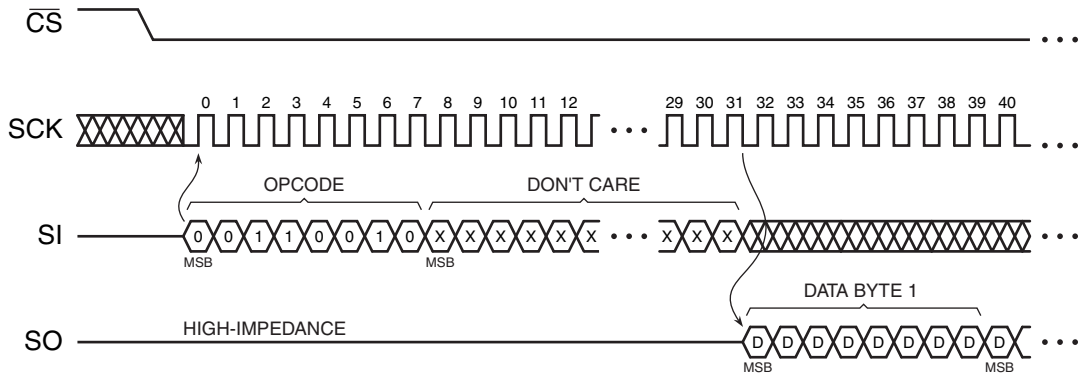 CS
0 1 2 3 4 5 6 7 8 9 10 11 12 29 30 31 32 33 34 35 36 37 38 39 40
SCK
OPCODE DON'T CARE
SI 0 0 1 1 0 0 1 0 X X X X X X X X X
MSB MSB
DATA BYTE 1
HIGH-IMPEDANCE
SO D D D D D D D D D
MSB MSB